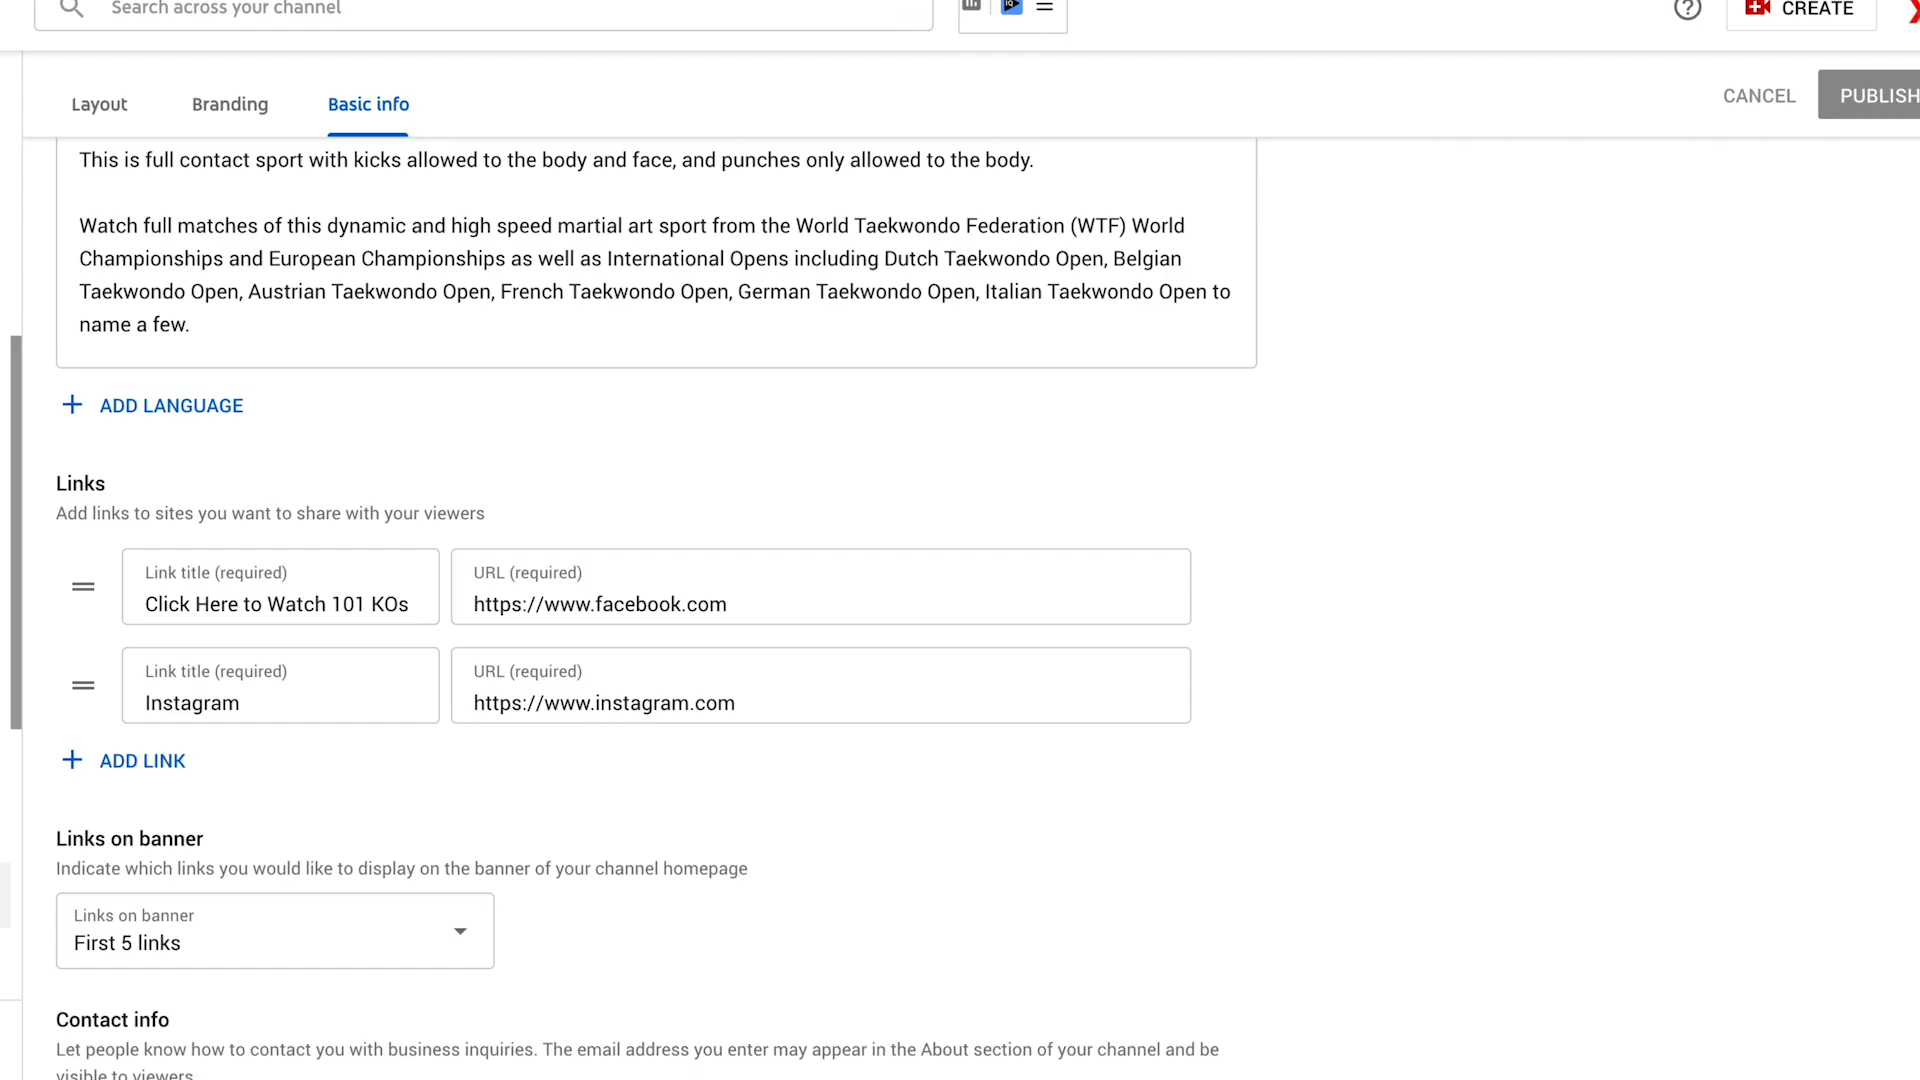 Search across your channel
CREATE
Layout
Branding
Basic info
CANCEL
PUBLISH
This is full contact sport with kicks allowed to the body and face, and punches only allowed to the body.
Watch full matches of this dynamic and high speed martial art sport from the World Taekwondo Federation (WTF) World
Championships and European Championships as well as International Opens including Dutch Taekwondo Open, Belgian
Taekwondo Open, Austrian Taekwondo Open, French Taekwondo Open, German Taekwondo Open, Italian Taekwondo Open to
name a few.
ADD LANGUAGE
Links
Add links to sites you want to share with your viewers
Link title (required)
Click Here to Watch 101 KOs
URL (required)
https://www.facebook.com
Link title (required)
Instagram
URL (required)
https://www.instagram.com
ADD LINK
Links on banner
Indicate which links you would like to display on the banner of your channel homepage
Links on banner
First 5 links
Contact info
Let people know how to contact you with business inquiries. The email address you enter may appear in the About section of your channel and be
visible to viewers